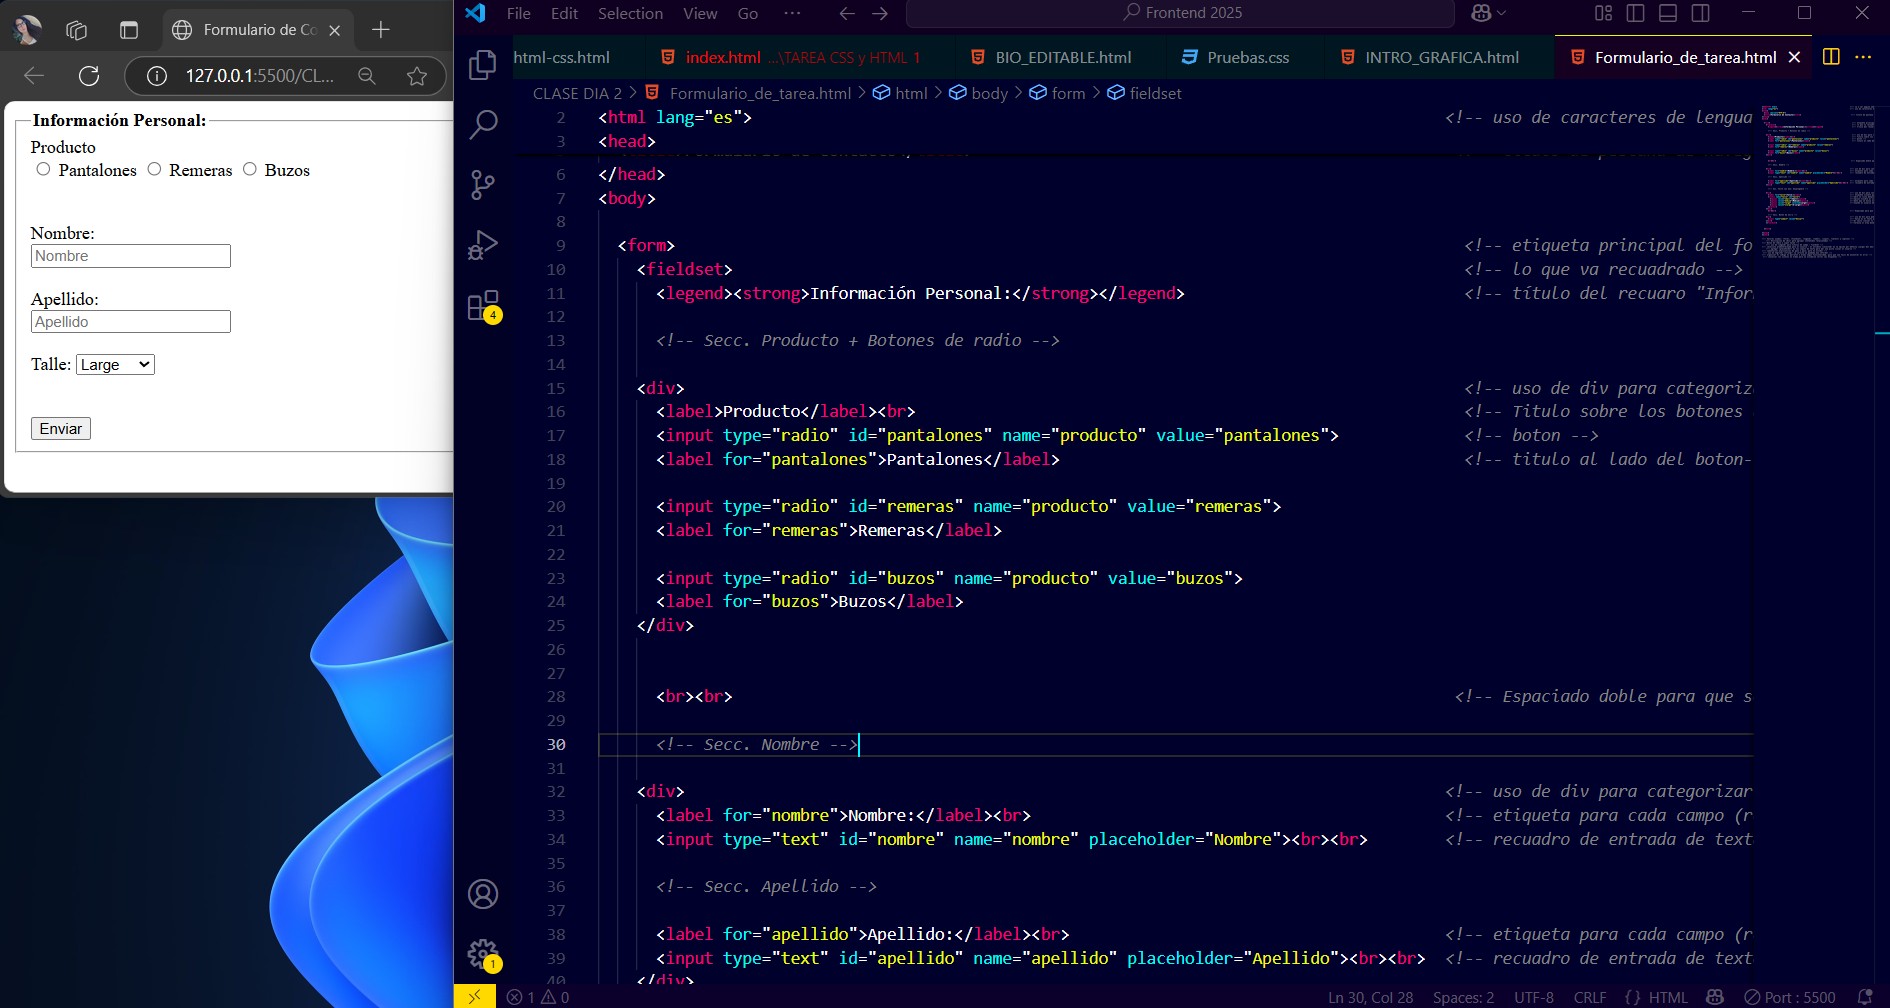 Formulario de Co
127.0.0.1:5500/CL...
Información Personal:
Producto
Pantalones Remeras Buzos
Nombre:
Nombre
Apellido:
Apellido
Talle: Large
Enviar
File Edit Selection View Go ... Frontend 2025
html-css.html index.html ...\TAREA CSS y HTML 1 BIO_EDITABLE.html Pruebas.css INTRO_GRAFICA.html Formulario_de_tarea.html
CLASE DIA 2 > Formulario_de_tarea.html > html > body > form > fieldset
2 <html lang="es"> <!-- uso de caracteres de lengua
3 <head>
6 </head>
7 <body>
8
9 <form> <!-- etiqueta principal del fo
10 <fieldset> <!-- lo que va recuadrado -->
11 <legend><strong>Información Personal:</strong></legend> <!-- título del recuaro "Infor
12
13 <!-- Secc. Producto + Botones de radio -->
14
15 <div> <!-- uso de div para categoriz
16 <label>Producto</label><br> <!-- Titulo sobre los botones
17 <input type="radio" id="pantalones" name="producto" value="pantalones"> <!-- boton -->
18 <label for="pantalones">Pantalones</label> <!-- titulo al lado del boton-
19
20 <input type="radio" id="remeras" name="producto" value="remeras">
21 <label for="remeras">Remeras</label>
22
23 <input type="radio" id="buzos" name="producto" value="buzos">
24 <label for="buzos">Buzos</label>
25 </div>
26
27
28 <br><br> <!-- Espaciado doble para que s
29
30 <!-- Secc. Nombre -->
31
32 <div> <!-- uso de div para categorizar
33 <label for="nombre">Nombre:</label><br> <!-- etiqueta para cada campo (r
34 <input type="text" id="nombre" name="nombre" placeholder="Nombre"><br><br> <!-- recuadro de entrada de text
35
36 <!-- Secc. Apellido -->
37
38 <label for="apellido">Apellido:</label><br> <!-- etiqueta para cada campo (r
39 <input type="text" id="apellido" name="apellido" placeholder="Apellido"><br><br> <!-- recuadro de entrada de text
40 </div>
4
1
1 0 Ln 30, Col 28 Spaces: 2 UTF-8 CRLF {} HTML Port : 5500